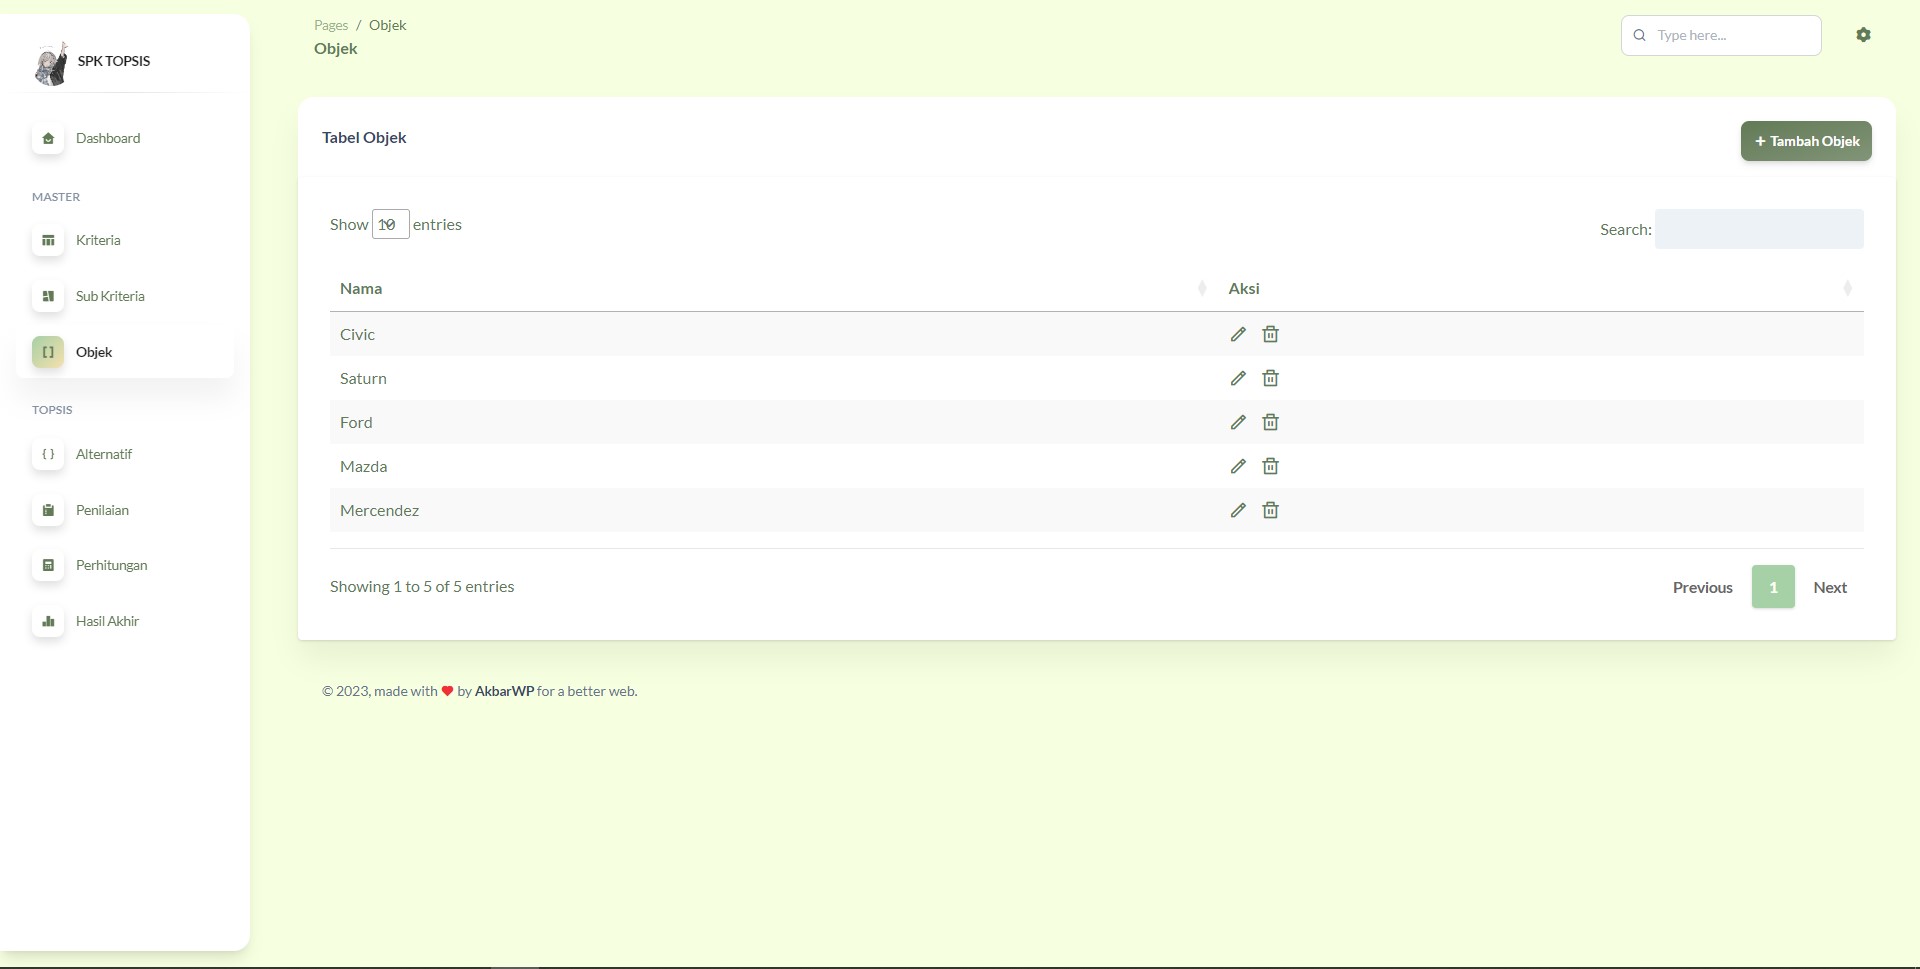 SPK TOPSIS
Dashboard
MASTER
Kriteria
Sub Kriteria
Objek
TOPSIS
Alternatif
Penilaian
Perhitungan
Hasil Akhir
Pages / Objek
Objek
Type here...
Tabel Objek
+ Tambah Objek
Show 10 entries
Search:
Nama Aksi
Civic
Saturn
Ford
Mazda
Mercendez
Showing 1 to 5 of 5 entries
Previous 1 Next
© 2023, made with ❤ by AkbarWP for a better web.